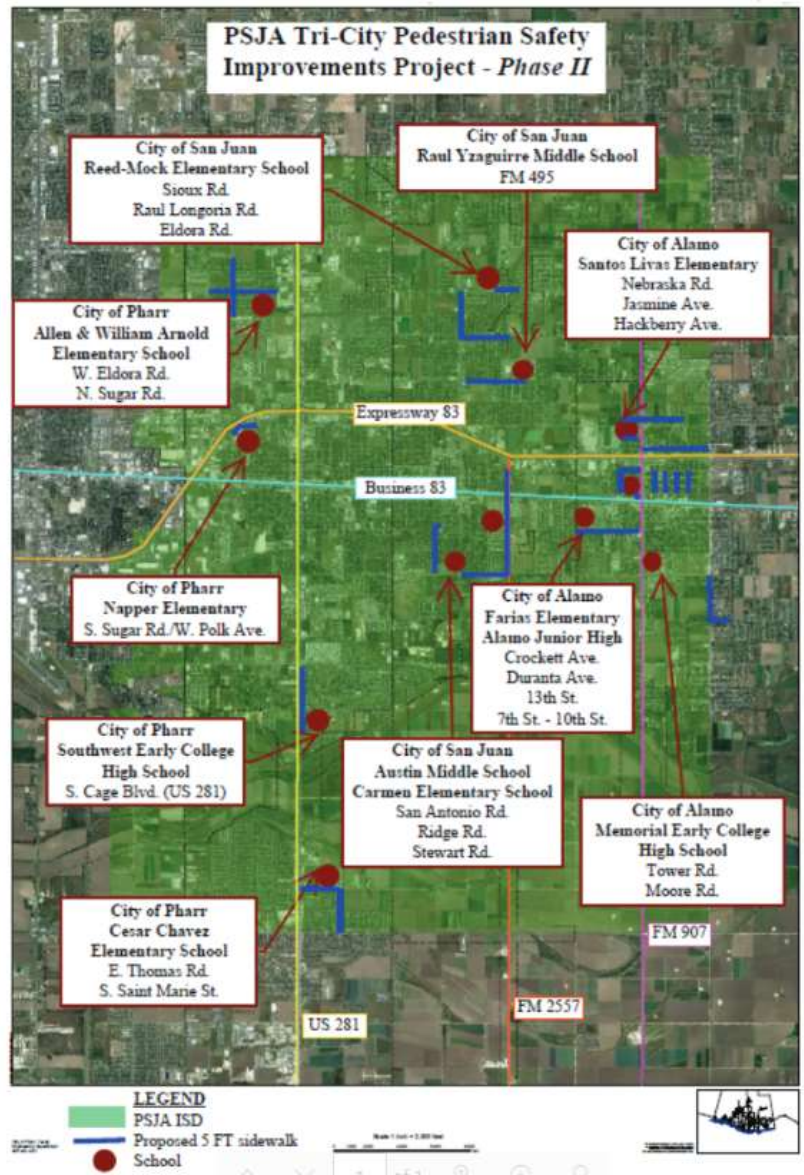 PSJA Tri-City Pedestrian Safety
Improvements Project - Phase II
City of San Juan
Reed-Mock Elementary School
Sioux Rd.
Raul Longoria Rd.
Eldora Rd.
City of San Juan
Raul Yzaguirre Middle School
FM 495
City of Alamo
Santos Livas Elementary
Nebraska Rd.
Jasmine Ave.
Hackberry Ave.
City of Pharr
Allen & William Arnold
Elementary School
W. Eldora Rd.
N. Sugar Rd.
Expressway 83
Business 83
City of Pharr
Napper Elementary
S. Sugar Rd./W. Polk Ave.
City of Alamo
Farias Elementary
Alamo Junior High
Crockett Ave.
Duranta Ave.
13th St.
7th St. - 10th St.
City of Pharr
Southwest Early College
High School
S. Cage Blvd. (US 281)
City of San Juan
Austin Middle School
Carmen Elementary School
San Antonio Rd.
Ridge Rd.
Stewart Rd.
City of Alamo
Memorial Early College
High School
Tower Rd.
Moore Rd.
City of Pharr
Cesar Chavez
Elementary School
E. Thomas Rd.
S. Saint Marie St.
FM 907
FM 2557
US 281
LEGEND
PSJA ISD
Proposed 5 FT sidewalk
School